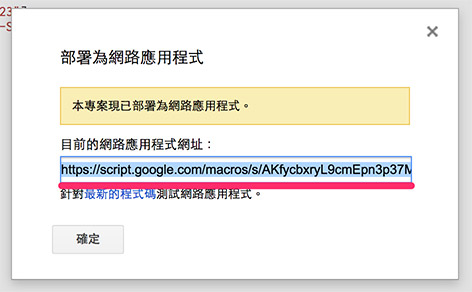 23"
-S
×
部署為網路應用程式
本專案現已部署為網路應用程式。
目前的網路應用程式網址：
https://script.google.com/macros/s/AKfycbxryL9cmEpn3p37M
針對最新的程式碼測試網路應用程式。
確定